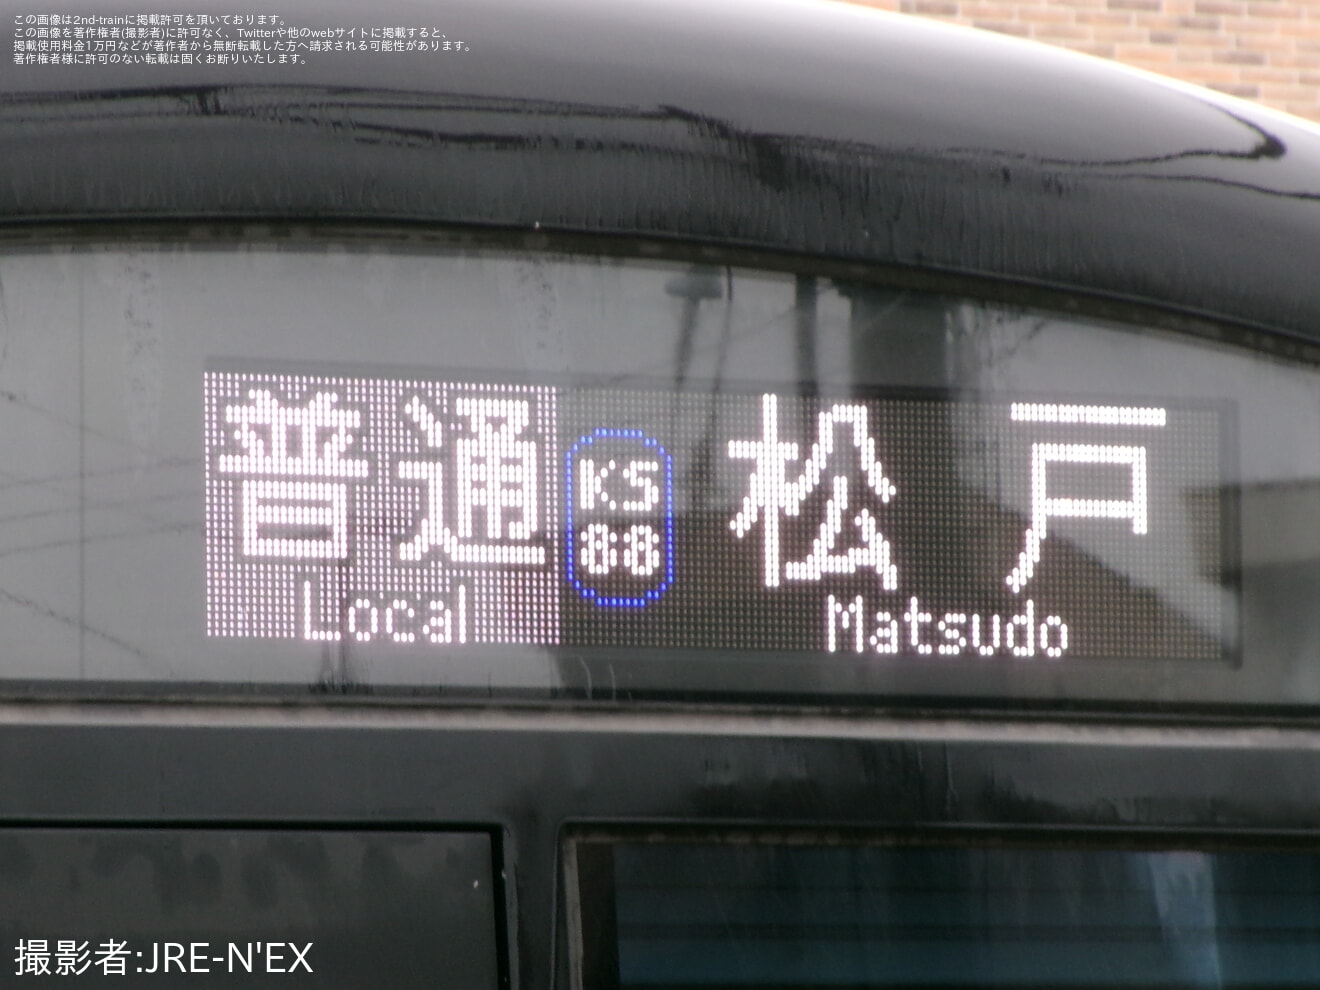 この画像は2nd-trainに掲載許可を頂いております。
この画像を著作権者(撮影者)に許可なく、Twitterや他のwebサイトに掲載すると、
掲載使用料金1万円などが著作者から無断転載した方へ請求される可能性があります。
著作権者様に許可のない転載は固くお断りいたします。
普通 KS 松戸
Local 88 Matsudo
撮影者:JRE-N'EX